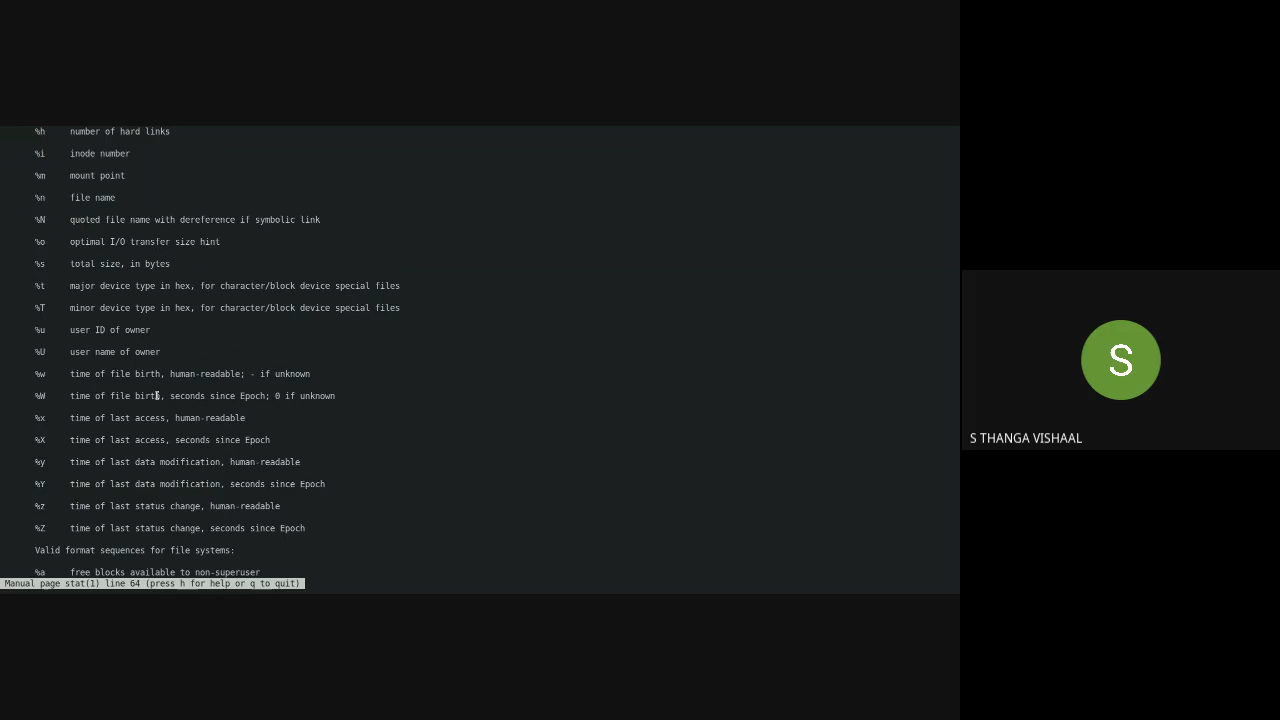 %h number of hard links
%i inode number
%m mount point
%n file name
%N quoted file name with dereference if symbolic link
%o optimal I/O transfer size hint
%s total size, in bytes
%t major device type in hex, for character/block device special files
%T minor device type in hex, for character/block device special files
%u user ID of owner
%U user name of owner
%w time of file birth, human-readable; - if unknown
%W time of file birth, seconds since Epoch; 0 if unknown
%x time of last access, human-readable
%X time of last access, seconds since Epoch
%y time of last data modification, human-readable
%Y time of last data modification, seconds since Epoch
%z time of last status change, human-readable
%Z time of last status change, seconds since Epoch
Valid format sequences for file systems:
%a free blocks available to non-superuser
Manual page stat(1) line 64 (press h for help or q to quit)
S
S THANGA VISHAAL